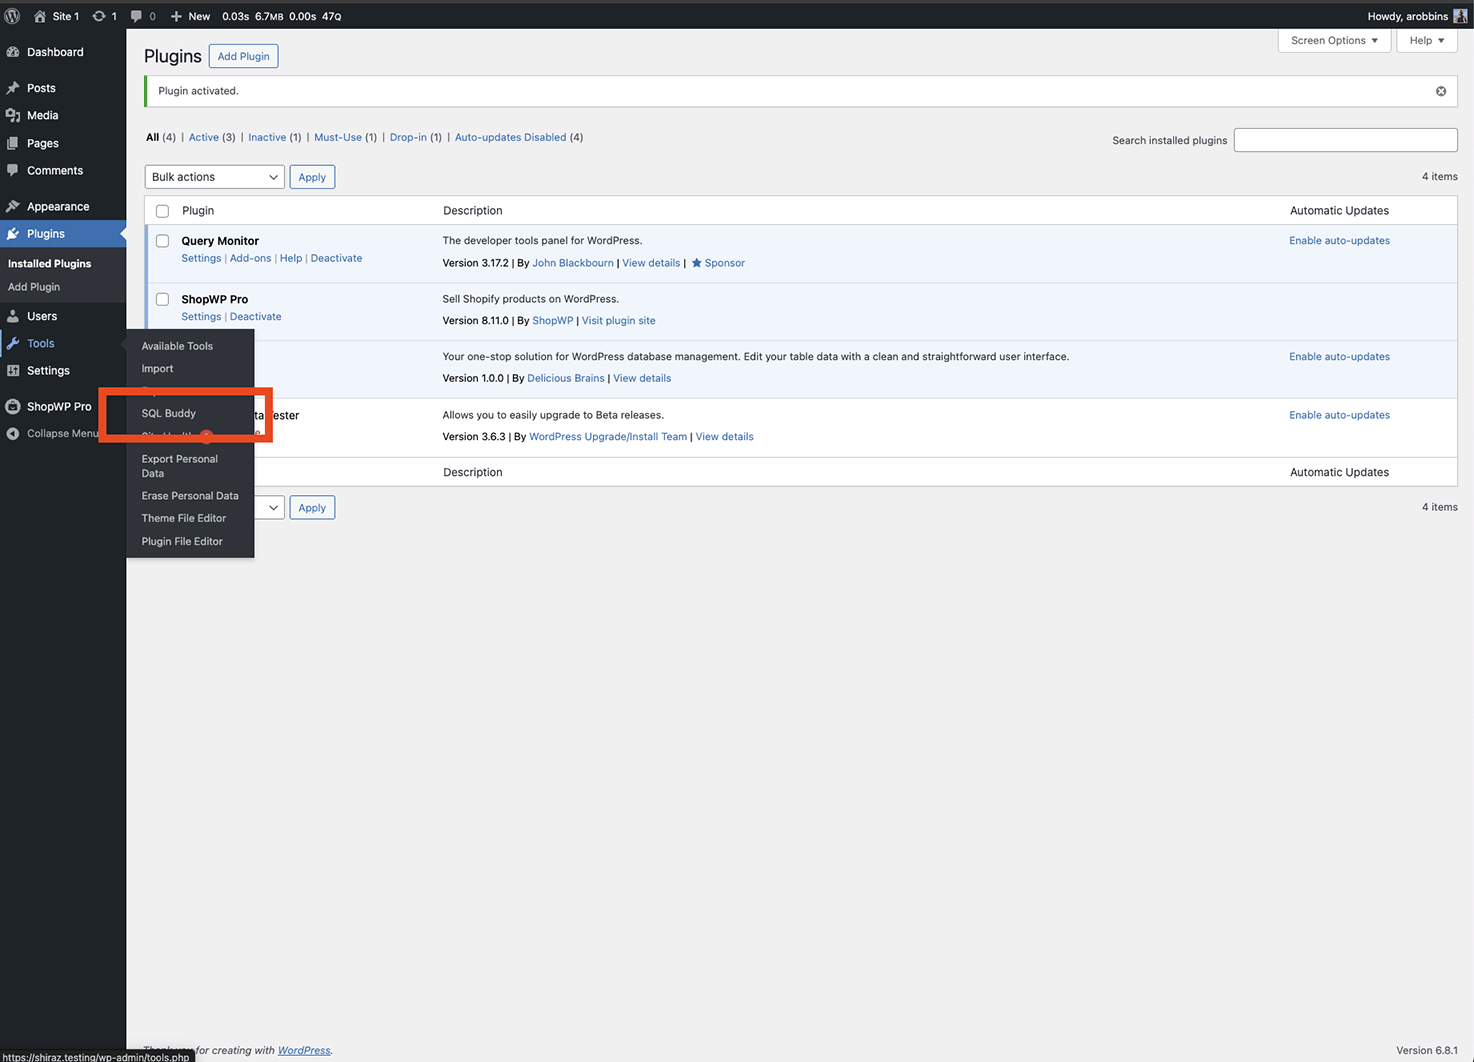 Site 1 1 0 New 0.03s 6.7MB 0.00s 47Q Howdy, arobbins
Dashboard
Posts
Media
Pages
Comments
Appearance
Plugins
Installed Plugins
Add Plugin
Users
Tools
Settings
ShopWP Pro
Collapse Menu
Available Tools
Import
SQL Buddy
Export Personal
Data
Erase Personal Data
Theme File Editor
Plugin File Editor
Screen Options Help
Plugins Add Plugin
Plugin activated.
All (4) | Active (3) | Inactive (1) | Must-Use (1) | Drop-in (1) | Auto-updates Disabled (4)
Search installed plugins
Bulk actions Apply 4 items
Plugin Description Automatic Updates
Query Monitor The developer tools panel for WordPress. Enable auto-updates
Settings | Add-ons | Help | Deactivate Version 3.17.2 | By John Blackbourn | View details | Sponsor
ShopWP Pro Sell Shopify products on WordPress.
Settings | Deactivate Version 8.11.0 | By ShopWP | Visit plugin site
Your one-stop solution for WordPress database management. Edit your table data with a clean and straightforward user interface. Enable auto-updates
Version 1.0.0 | By Delicious Brains | View details
Tester Allows you to easily upgrade to Beta releases. Enable auto-updates
Version 3.6.3 | By WordPress Upgrade/Install Team | View details
Description Automatic Updates
Apply 4 items
for creating with WordPress. Version 6.8.1
https://shiraz.testing/wp-admin/tools.php